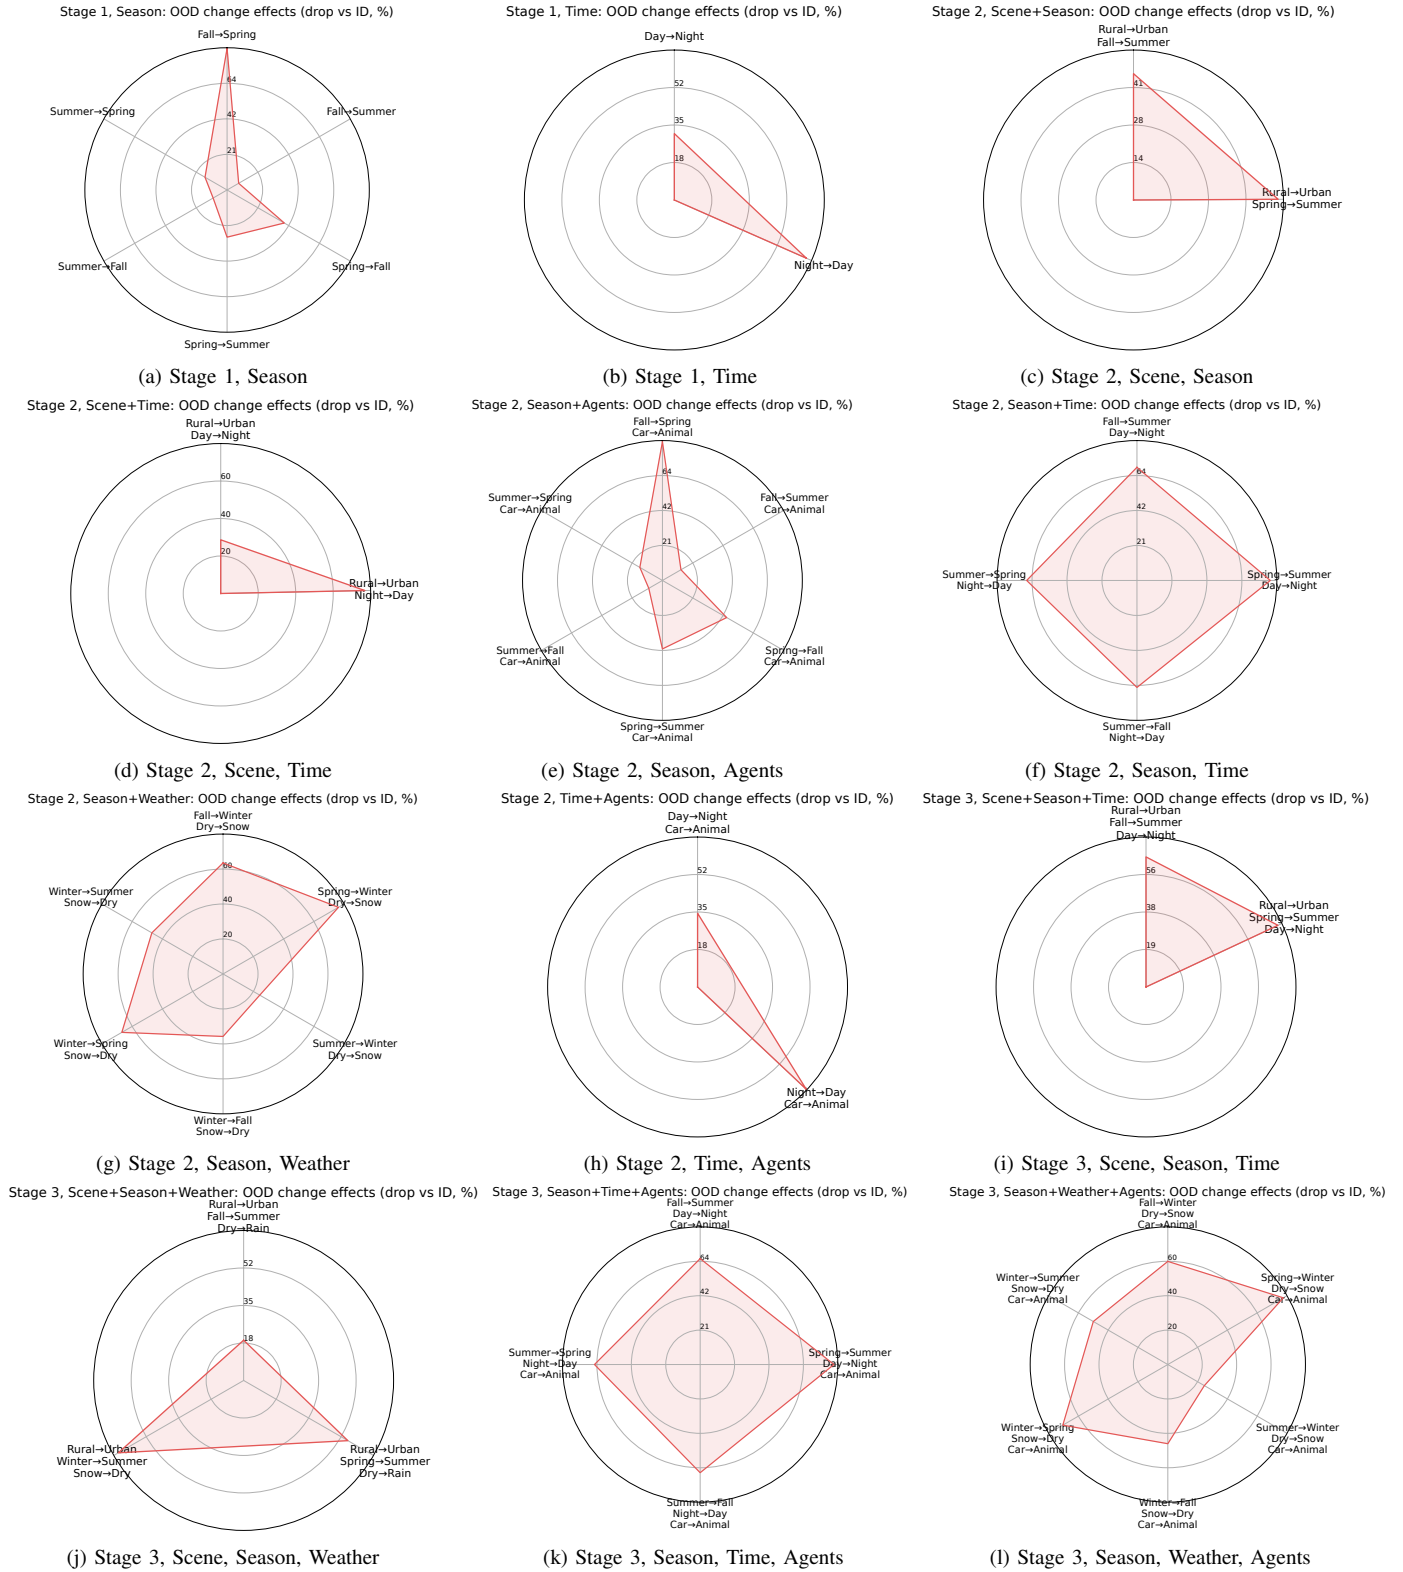 Stage 1, Season: OOD change effects (drop vs ID, %)
Fall→Spring
64
Summer→Spring
Fall→Summer
42
21
Summer→Fall
Spring→Fall
Spring→Summer
(a) Stage 1, Season
Stage 1, Time: OOD change effects (drop vs ID, %)
Day→Night
52
35
18
Night→Day
(b) Stage 1, Time
Stage 2, Scene+Season: OOD change effects (drop vs ID, %)
Rural→Urban
Fall→Summer
41
28
14
Rural→Urban
Spring→Summer
(c) Stage 2, Scene, Season
Stage 2, Scene+Time: OOD change effects (drop vs ID, %)
Rural→Urban
Day→Night
60
40
20
Rural→Urban
Night→Day
(d) Stage 2, Scene, Time
Stage 2, Season+Agents: OOD change effects (drop vs ID, %)
Fall→Spring
Car→Animal
64
Summer→Spring
Car→Animal
Fall→Summer
Car→Animal
42
21
Summer→Fall
Car→Animal
Spring→Fall
Car→Animal
Spring→Summer
Car→Animal
(e) Stage 2, Season, Agents
Stage 2, Season+Time: OOD change effects (drop vs ID, %)
Fall→Summer
Day→Night
64
42
21
Summer→Spring
Night→Day
Spring→Summer
Day→Night
Summer→Fall
Night→Day
(f) Stage 2, Season, Time
Stage 2, Season+Weather: OOD change effects (drop vs ID, %)
Fall→Winter
Dry→Snow
60
Winter→Summer
Snow→Dry
Spring→Winter
Dry→Snow
40
20
Winter→Spring
Snow→Dry
Summer→Winter
Dry→Snow
Winter→Fall
Snow→Dry
(g) Stage 2, Season, Weather
Stage 2, Time+Agents: OOD change effects (drop vs ID, %)
Day→Night
Car→Animal
52
35
18
Night→Day
Car→Animal
(h) Stage 2, Time, Agents
Stage 3, Scene+Season+Time: OOD change effects (drop vs ID, %)
Rural→Urban
Fall→Summer
Day→Night
56
38
19
Rural→Urban
Spring→Summer
Day→Night
(i) Stage 3, Scene, Season, Time
Stage 3, Scene+Season+Weather: OOD change effects (drop vs ID, %)
Rural→Urban
Fall→Summer
Dry→Rain
52
35
18
Rural→Urban
Winter→Summer
Snow→Dry
Rural→Urban
Spring→Summer
Dry→Rain
(j) Stage 3, Scene, Season, Weather
Stage 3, Season+Time+Agents: OOD change effects (drop vs ID, %)
Fall→Summer
Day→Night
Car→Animal
64
42
21
Summer→Spring
Night→Day
Car→Animal
Spring→Summer
Day→Night
Car→Animal
Summer→Fall
Night→Day
Car→Animal
(k) Stage 3, Season, Time, Agents
Stage 3, Season+Weather+Agents: OOD change effects (drop vs ID, %)
Fall→Winter
Dry→Snow
Car→Animal
60
Winter→Summer
Snow→Dry
Car→Animal
Spring→Winter
Dry→Snow
Car→Animal
40
20
Winter→Spring
Snow→Dry
Car→Animal
Summer→Winter
Dry→Snow
Car→Animal
Winter→Fall
Snow→Dry
Car→Animal
(l) Stage 3, Season, Weather, Agents